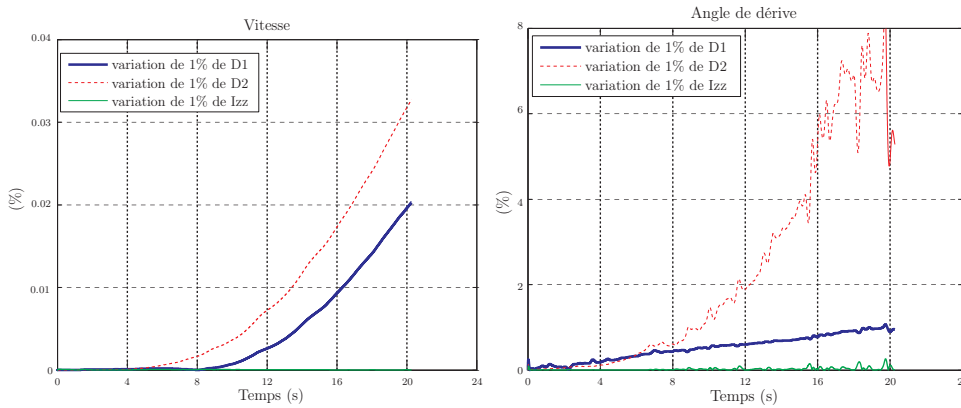 Vitesse
0.04
0.03
0.02
0.01
0
(%)
variation de 1% de D1
variation de 1% de D2
variation de 1% de Izz
0 4 8 12 16 20 24
Temps (s)
Angle de dérive
8
6
4
2
0
(%)
variation de 1% de D1
variation de 1% de D2
variation de 1% de Izz
0 4 8 12 16 20 2
Temps (s)